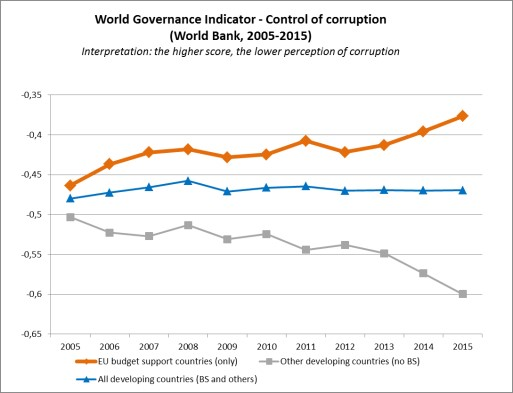 World Governance Indicator - Control of corruption
(World Bank, 2005-2015)
Interpretation: the higher score, the lower perception of corruption
-0,35
-0,4
-0,45
-0,5
-0,55
-0,6
-0,65
2005 2006 2007 2008 2009 2010 2011 2012 2013 2014 2015
EU budget support countries (only) Other developing countries (no BS)
All developing countries (BS and others)